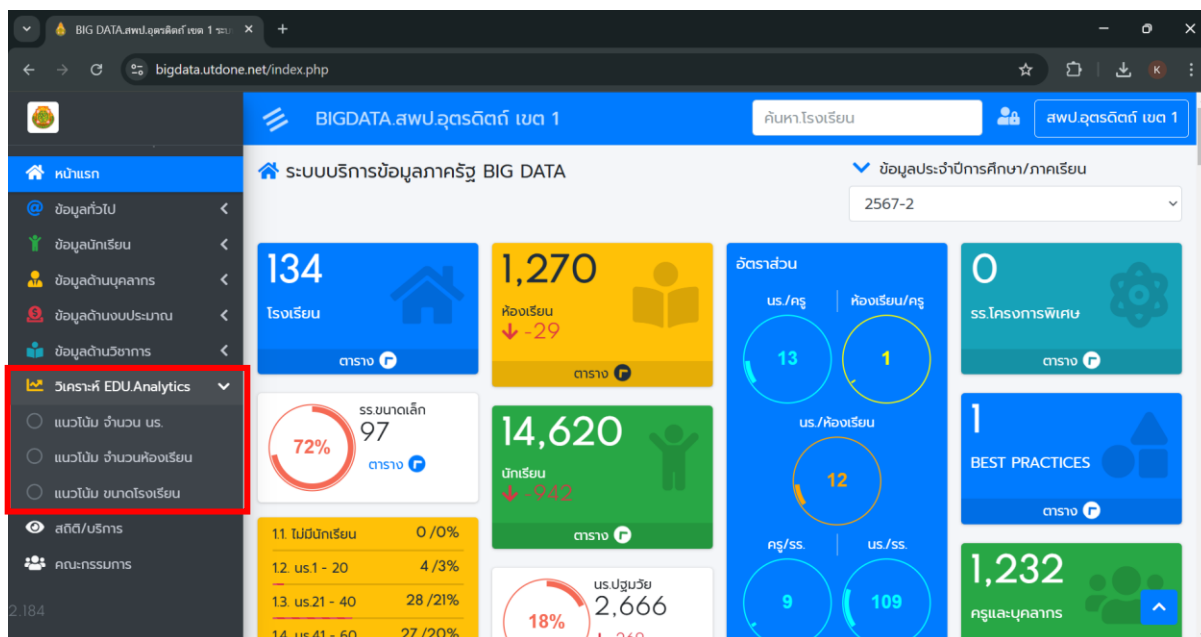 BIG DATA.สพป.อุตรดิตถ์ เขต 1 ระบ
bigdata.utdone.net/index.php
K
BIGDATA.สพป.อุตรดิตถ์ เขต 1
ค้นหา.โรงเรียน
สพป.อุตรดิตถ์ เขต 1
หน้าแรก
ข้อมูลทั่วไป
ข้อมูลนักเรียน
ข้อมูลด้านบุคลากร
ข้อมูลด้านงบประมาณ
ข้อมูลด้านวิชาการ
วิเคราะห์ EDU.Analytics
แนวโน้ม จำนวน นร.
แนวโน้ม จำนวนห้องเรียน
แนวโน้ม ขนาดโรงเรียน
สถิติ/บริการ
คณะกรรมการ
2.184
ระบบบริการข้อมูลภาครัฐ BIG DATA
ข้อมูลประจำปีการศึกษา/ภาคเรียน
2567-2
134
โรงเรียน
ตาราง
72%
รร.ขนาดเล็ก
97
ตาราง
1.1. ไม่มีนักเรียน 0 /0%
1.2. นร.1 - 20 4 /3%
1.3. นร.21 - 40 28 /21%
1.4. นร.41 - 60 27 /20%
1,270
ห้องเรียน
-29
ตาราง
14,620
นักเรียน
-942
ตาราง
18%
นร.ปฐมวัย
2,666
อัตราส่วน
นร./ครู
ห้องเรียน/ครู
13
1
นร./ห้องเรียน
12
ครู/รร.
นร./รร.
9
109
0
รร.โครงการพิเศษ
ตาราง
1
BEST PRACTICES
ตาราง
1,232
ครูและบุคลากร